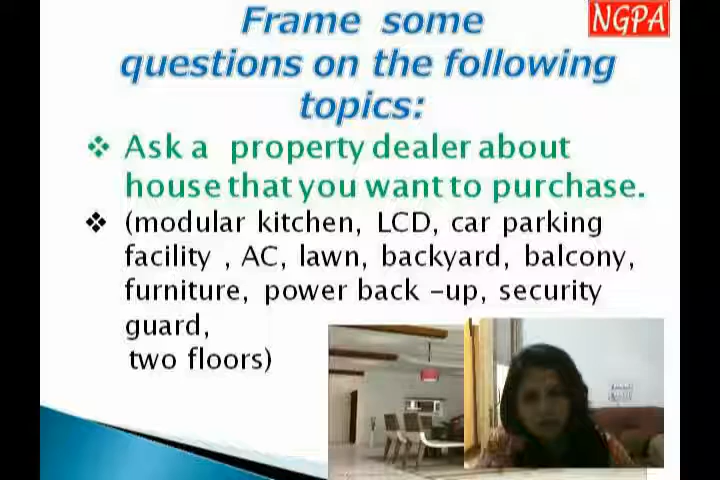 Frame some
NGPA
questions on the following
topics:
Ask a property dealer about
house that you want to purchase.
(modular kitchen, LCD, car parking
facility , AC, lawn, backyard, balcony,
furniture, power back -up, security
guard,
two floors)